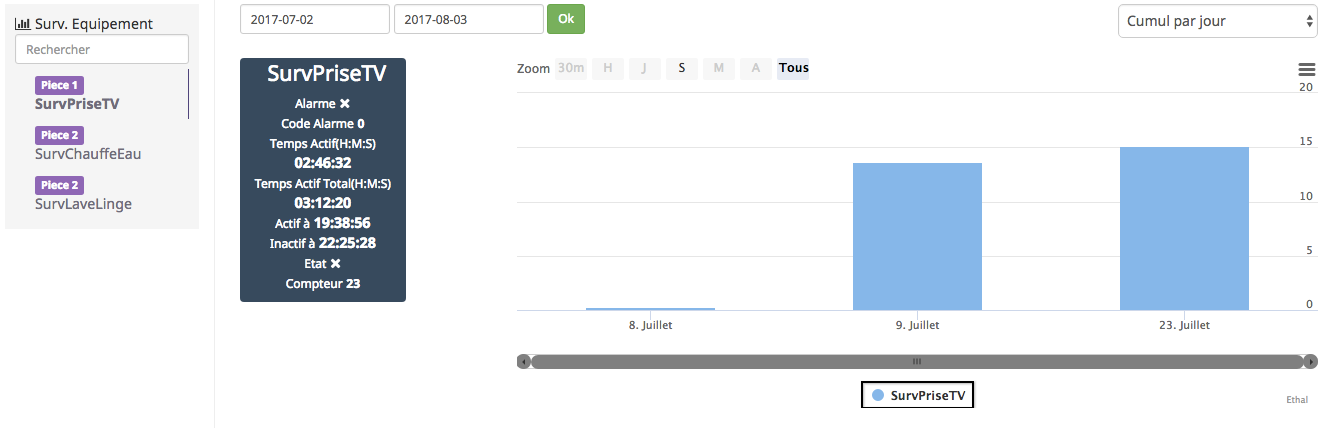 Surv. Equipement
Rechercher
Piece 1
SurvPriseTV
Piece 2
SurvChauffeEau
Piece 2
SurvLaveLinge
2017-07-02
2017-08-03
Ok
Cumul par jour
SurvPriseTV
Alarme ✖
Code Alarme 0
Temps Actif(H:M:S)
02:46:32
Temps Actif Total(H:M:S)
03:12:20
Actif à 19:38:56
Inactif à 22:25:28
Etat ✖
Compteur 23
Zoom 30m H J S M A Tous
20
15
10
5
0
8. Juillet 9. Juillet 23. Juillet
SurvPriseTV
Ethal